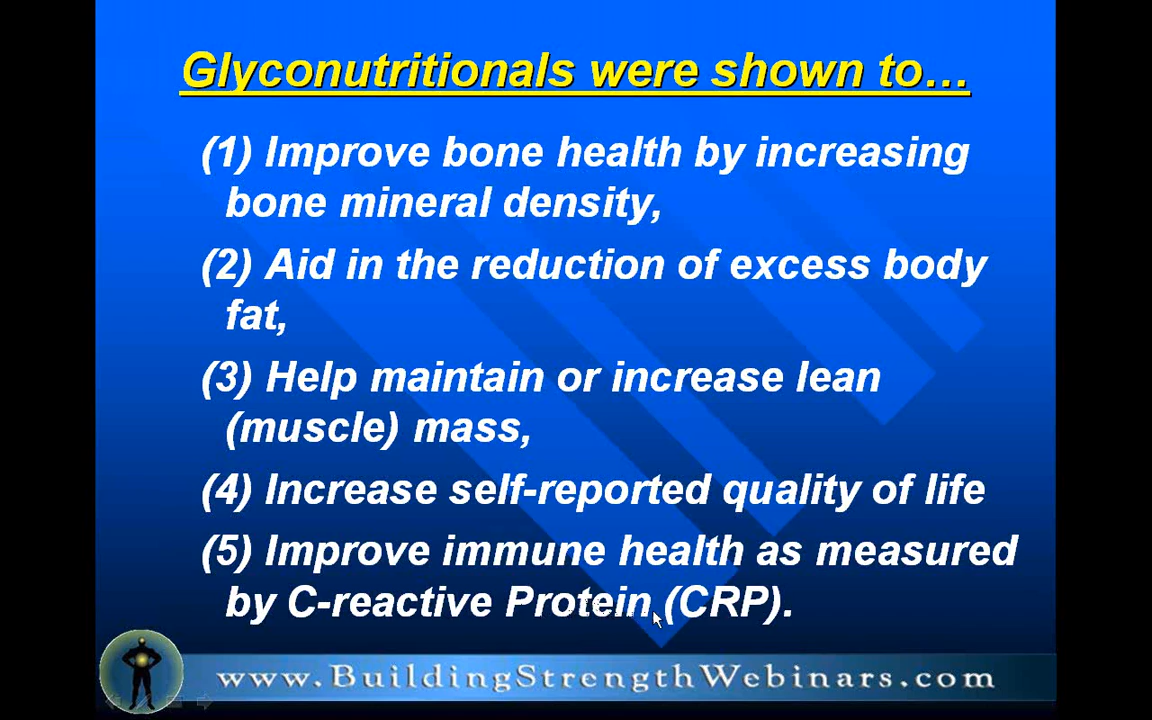 Glyconutritionals were shown to…
(1) Improve bone health by increasing
bone mineral density,
(2) Aid in the reduction of excess body
fat,
(3) Help maintain or increase lean
(muscle) mass,
(4) Increase self-reported quality of life
(5) Improve immune health as measured
by C-reactive Protein (CRP).
www.BuildingStrengthWebinars.com